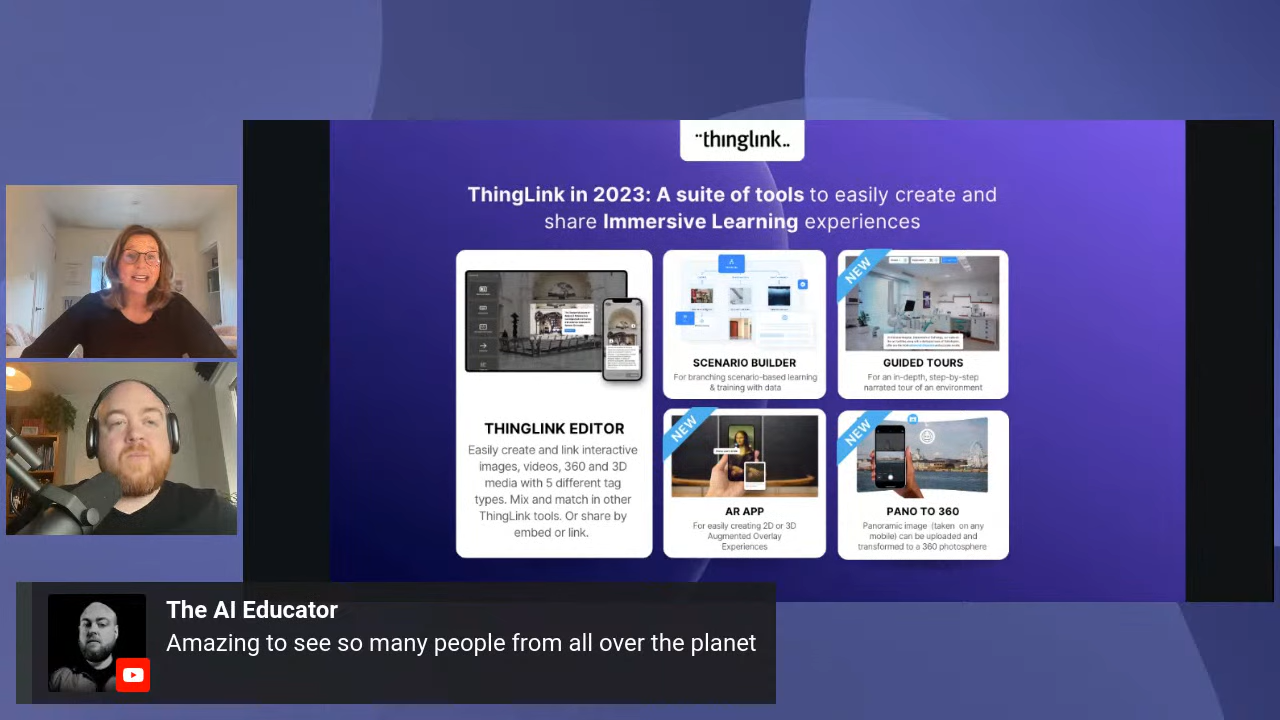 ¨thınglınk..
ThingLink in 2023: A suite of tools to easily create and
share Immersive Learning experiences
THINGLINK EDITOR
Easily create and link interactive
images, videos, 360 and 3D
media with 5 different tag
types. Mix and match in other
ThingLink tools. Or share by
embed or link.
SCENARIO BUILDER
For branching scenario-based learning
& training with data
NEW
GUIDED TOURS
For an in-depth, step-by-step
narrated tour of an environment
NEW
AR APP
For easily creating 2D or 3D
Augmented Overlay
Experiences
NEW
PANO TO 360
Panoramic image (taken on any
mobile) can be uploaded and
transformed to a 360 photosphere
The AI Educator
Amazing to see so many people from all over the planet